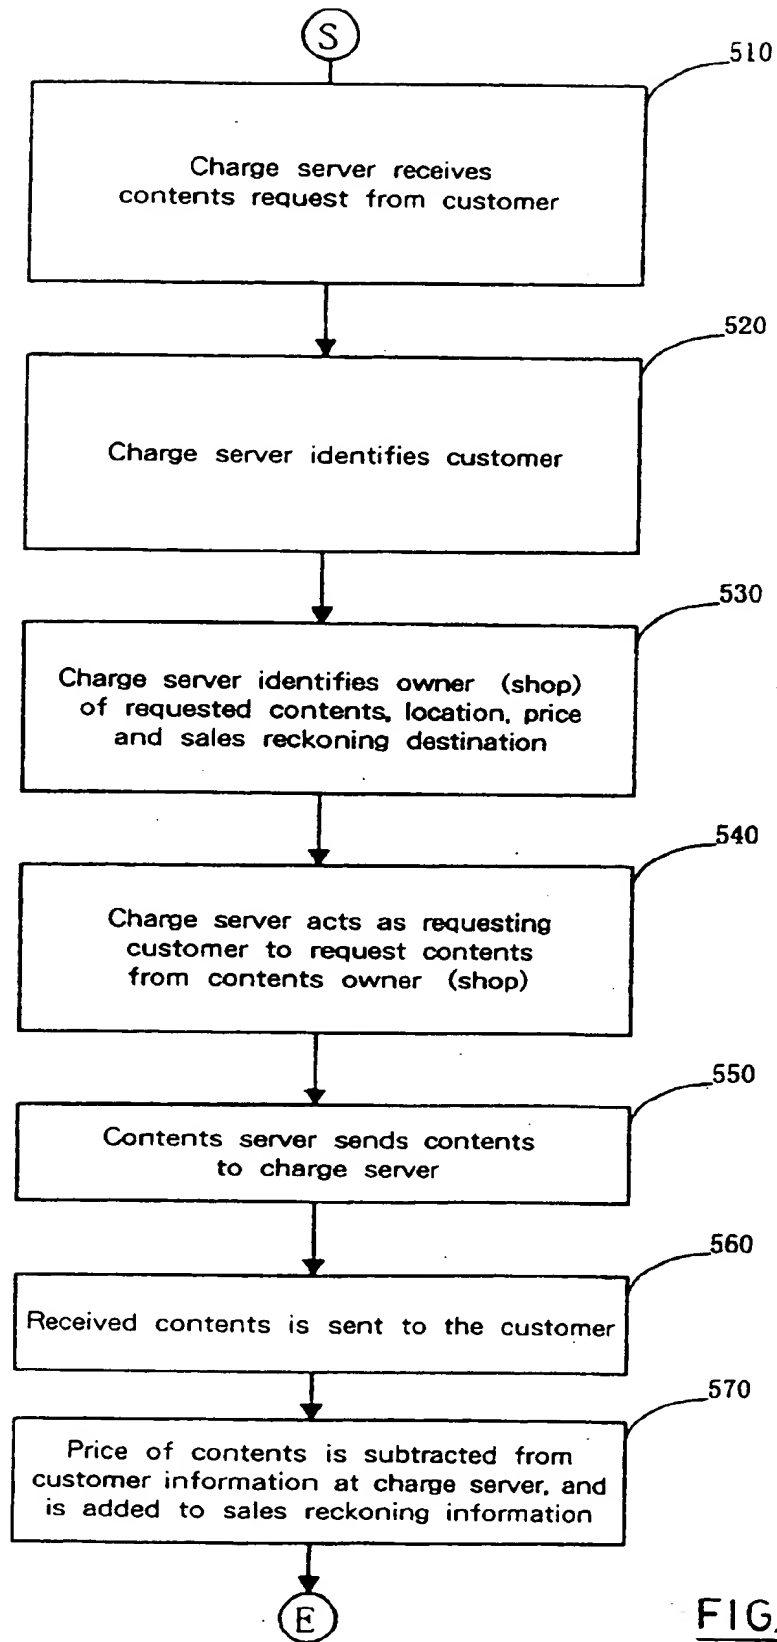 S
510
Charge server receives
contents request from customer
520
Charge server identifies customer
530
Charge server identifies owner (shop)
of requested contents, location, price
and sales reckoning destination
540
Charge server acts as requesting
customer to request contents
from contents owner (shop)
550
Contents server sends contents
to charge server
560
Received contents is sent to the customer
570
Price of contents is subtracted from
customer information at charge server, and
is added to sales reckoning information
E
FIG.